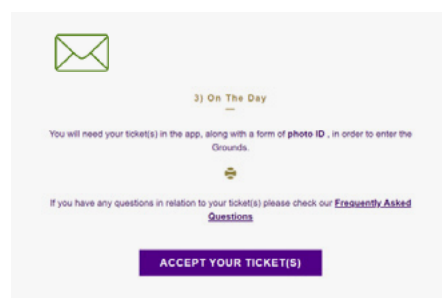 3) On The Day
You will need your ticket(s) in the app, along with a form of photo ID , in order to enter the
Grounds.
If you have any questions in relation to your ticket(s) please check our Frequently Asked
Questions
ACCEPT YOUR TICKET(S)